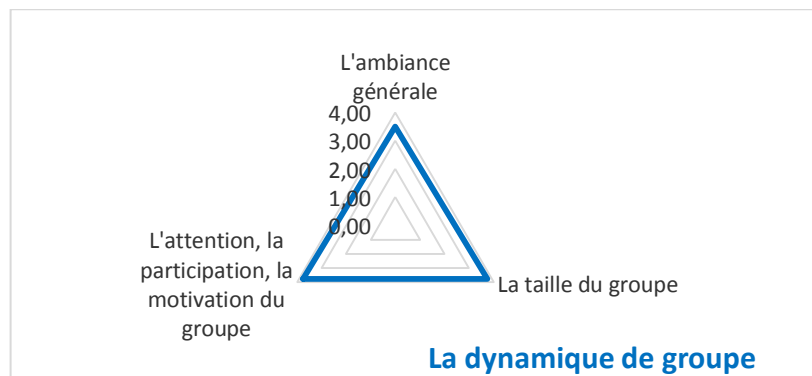 L'ambiance
générale
4,00
3,00
2,00
1,00
0,00
L'attention, la
participation, la
motivation du
groupe
La taille du groupe
La dynamique de groupe